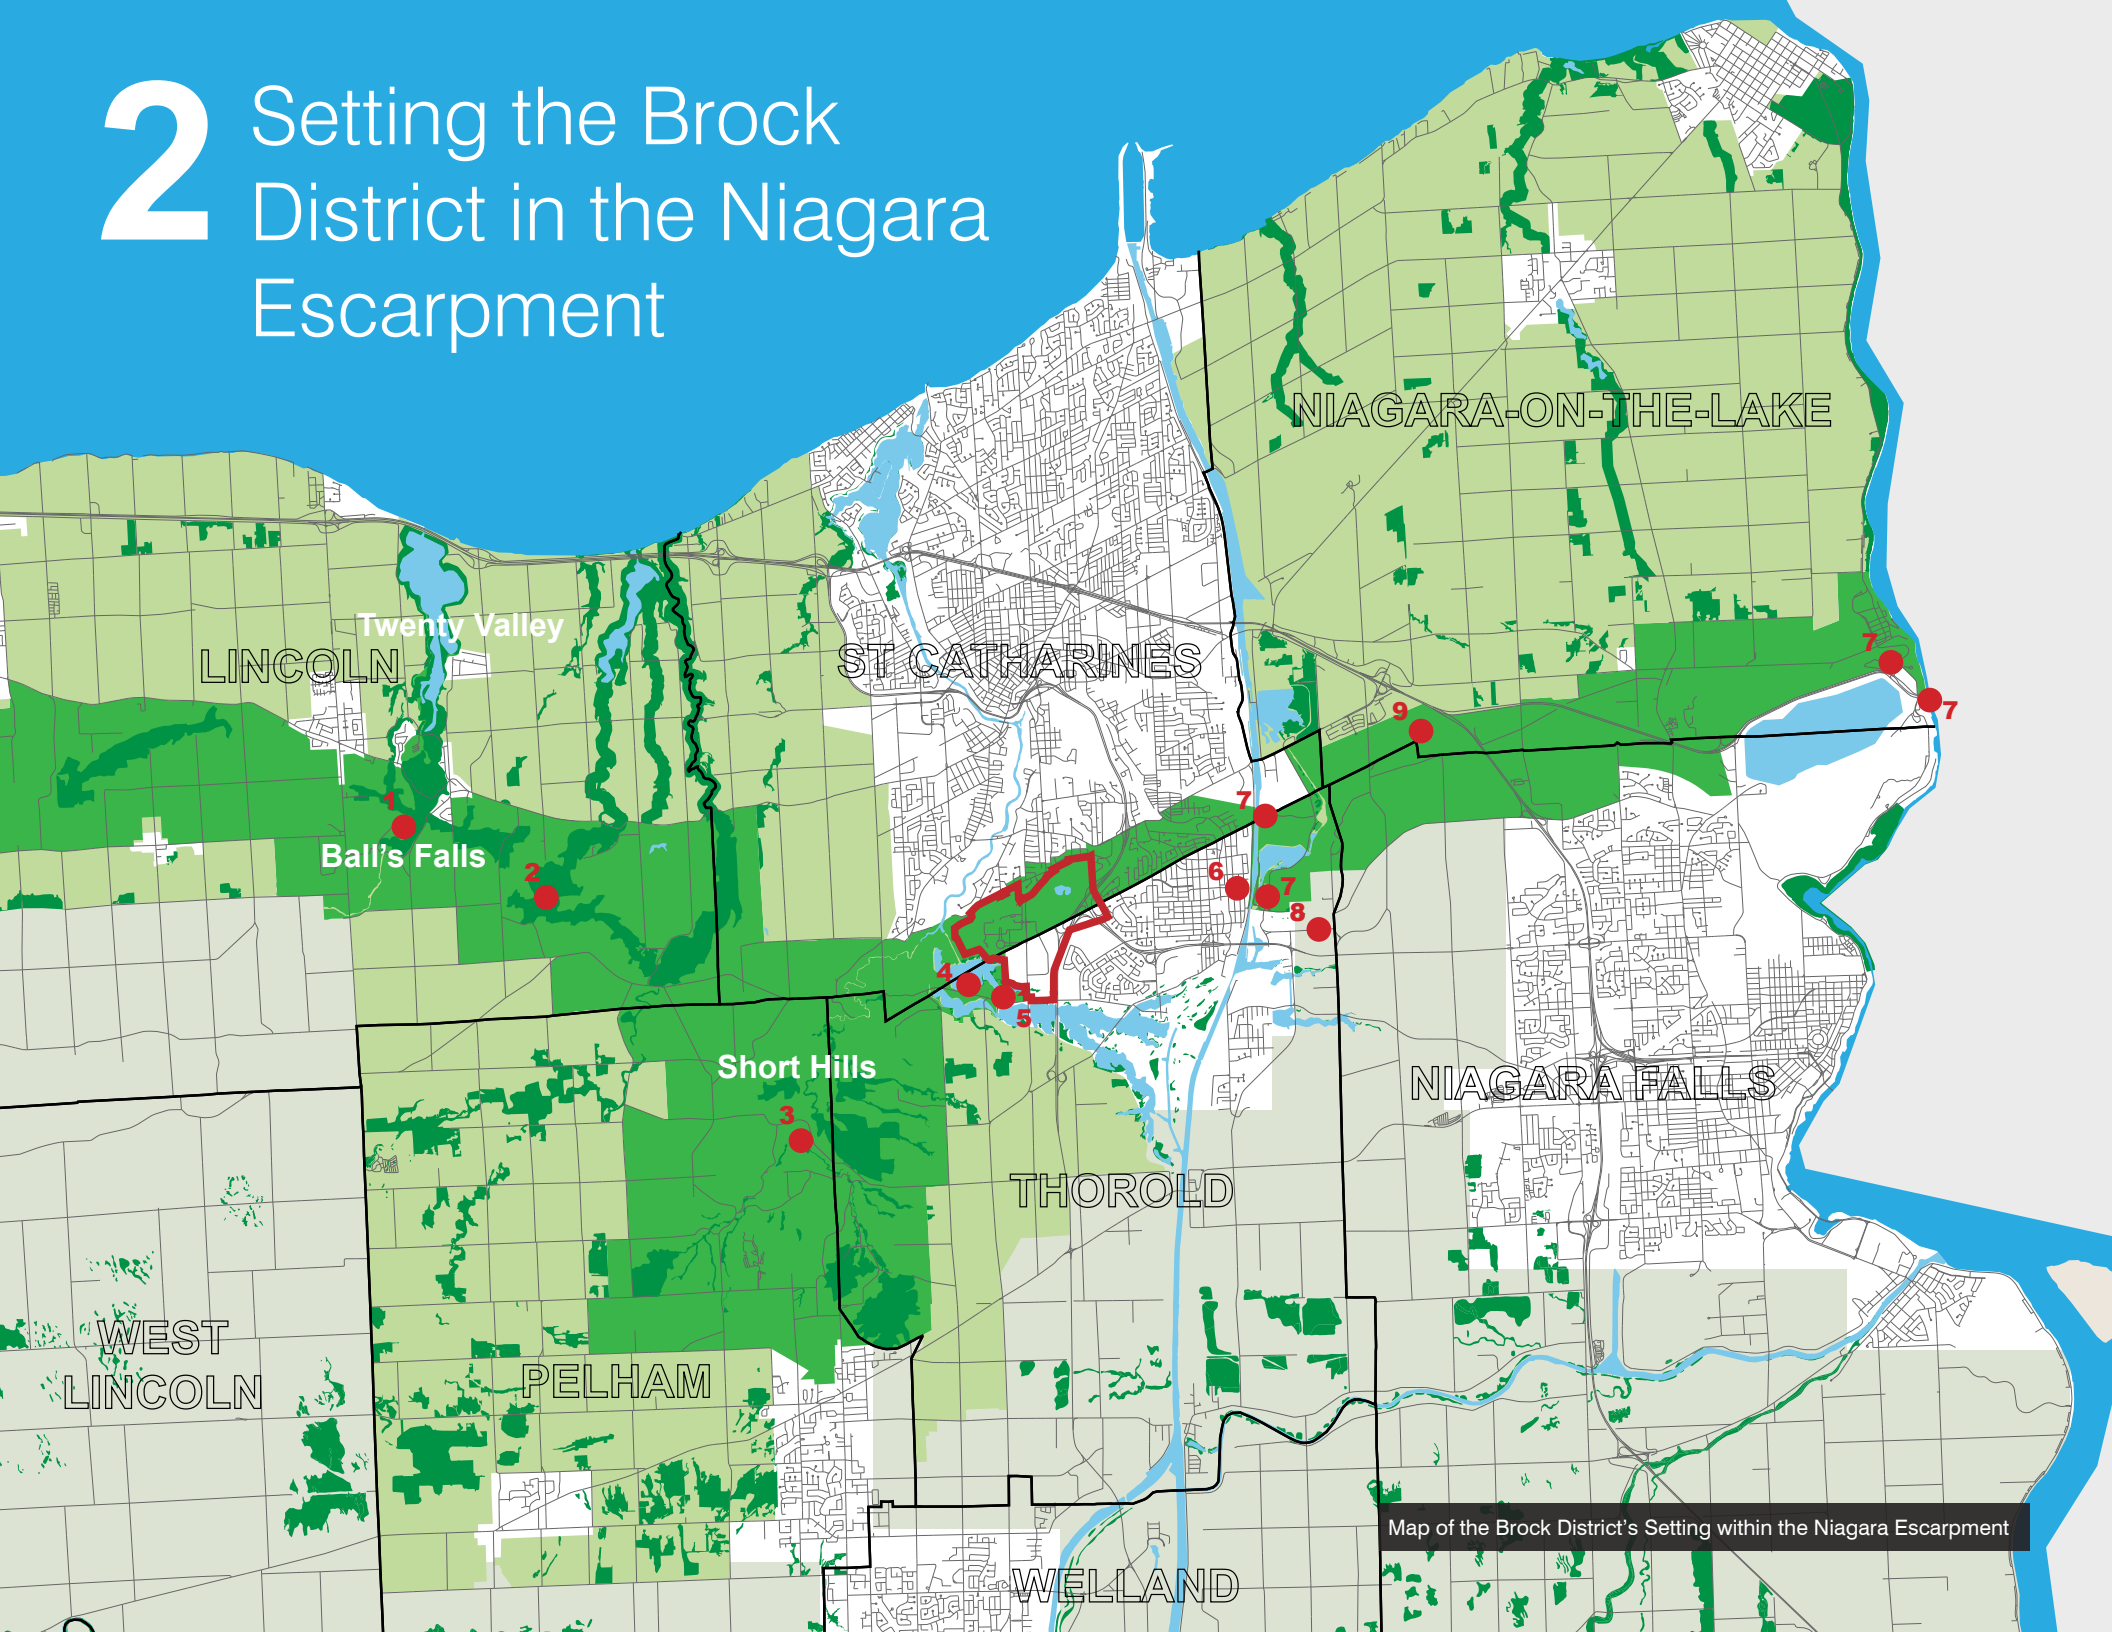 2
Setting the Brock
District in the Niagara
Escarpment
NIAGARA-ON-THE-LAKE
Twenty Valley
LINCOLN
ST CATHARINES
7
7
9
1
7
Ball's Falls
2
6
7
8
4
5
Short Hills
NIAGARA FALLS
3
THOROLD
WEST
LINCOLN
PELHAM
Map of the Brock District's Setting within the Niagara Escarpment
WELLAND